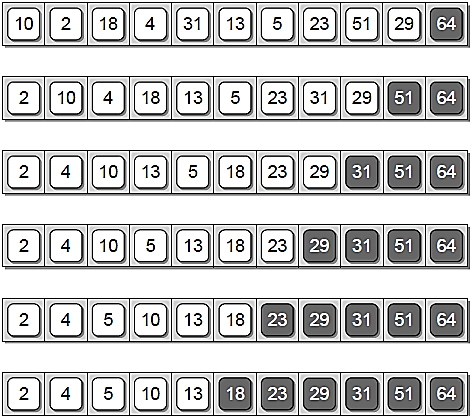 10 2 18 4 31 13 5 23 51 29 64
2 10 4 18 13 5 23 31 29 51 64
2 4 10 13 5 18 23 29 31 51 64
2 4 10 5 13 18 23 29 31 51 64
2 4 5 10 13 18 23 29 31 51 64
2 4 5 10 13 18 23 29 31 51 64